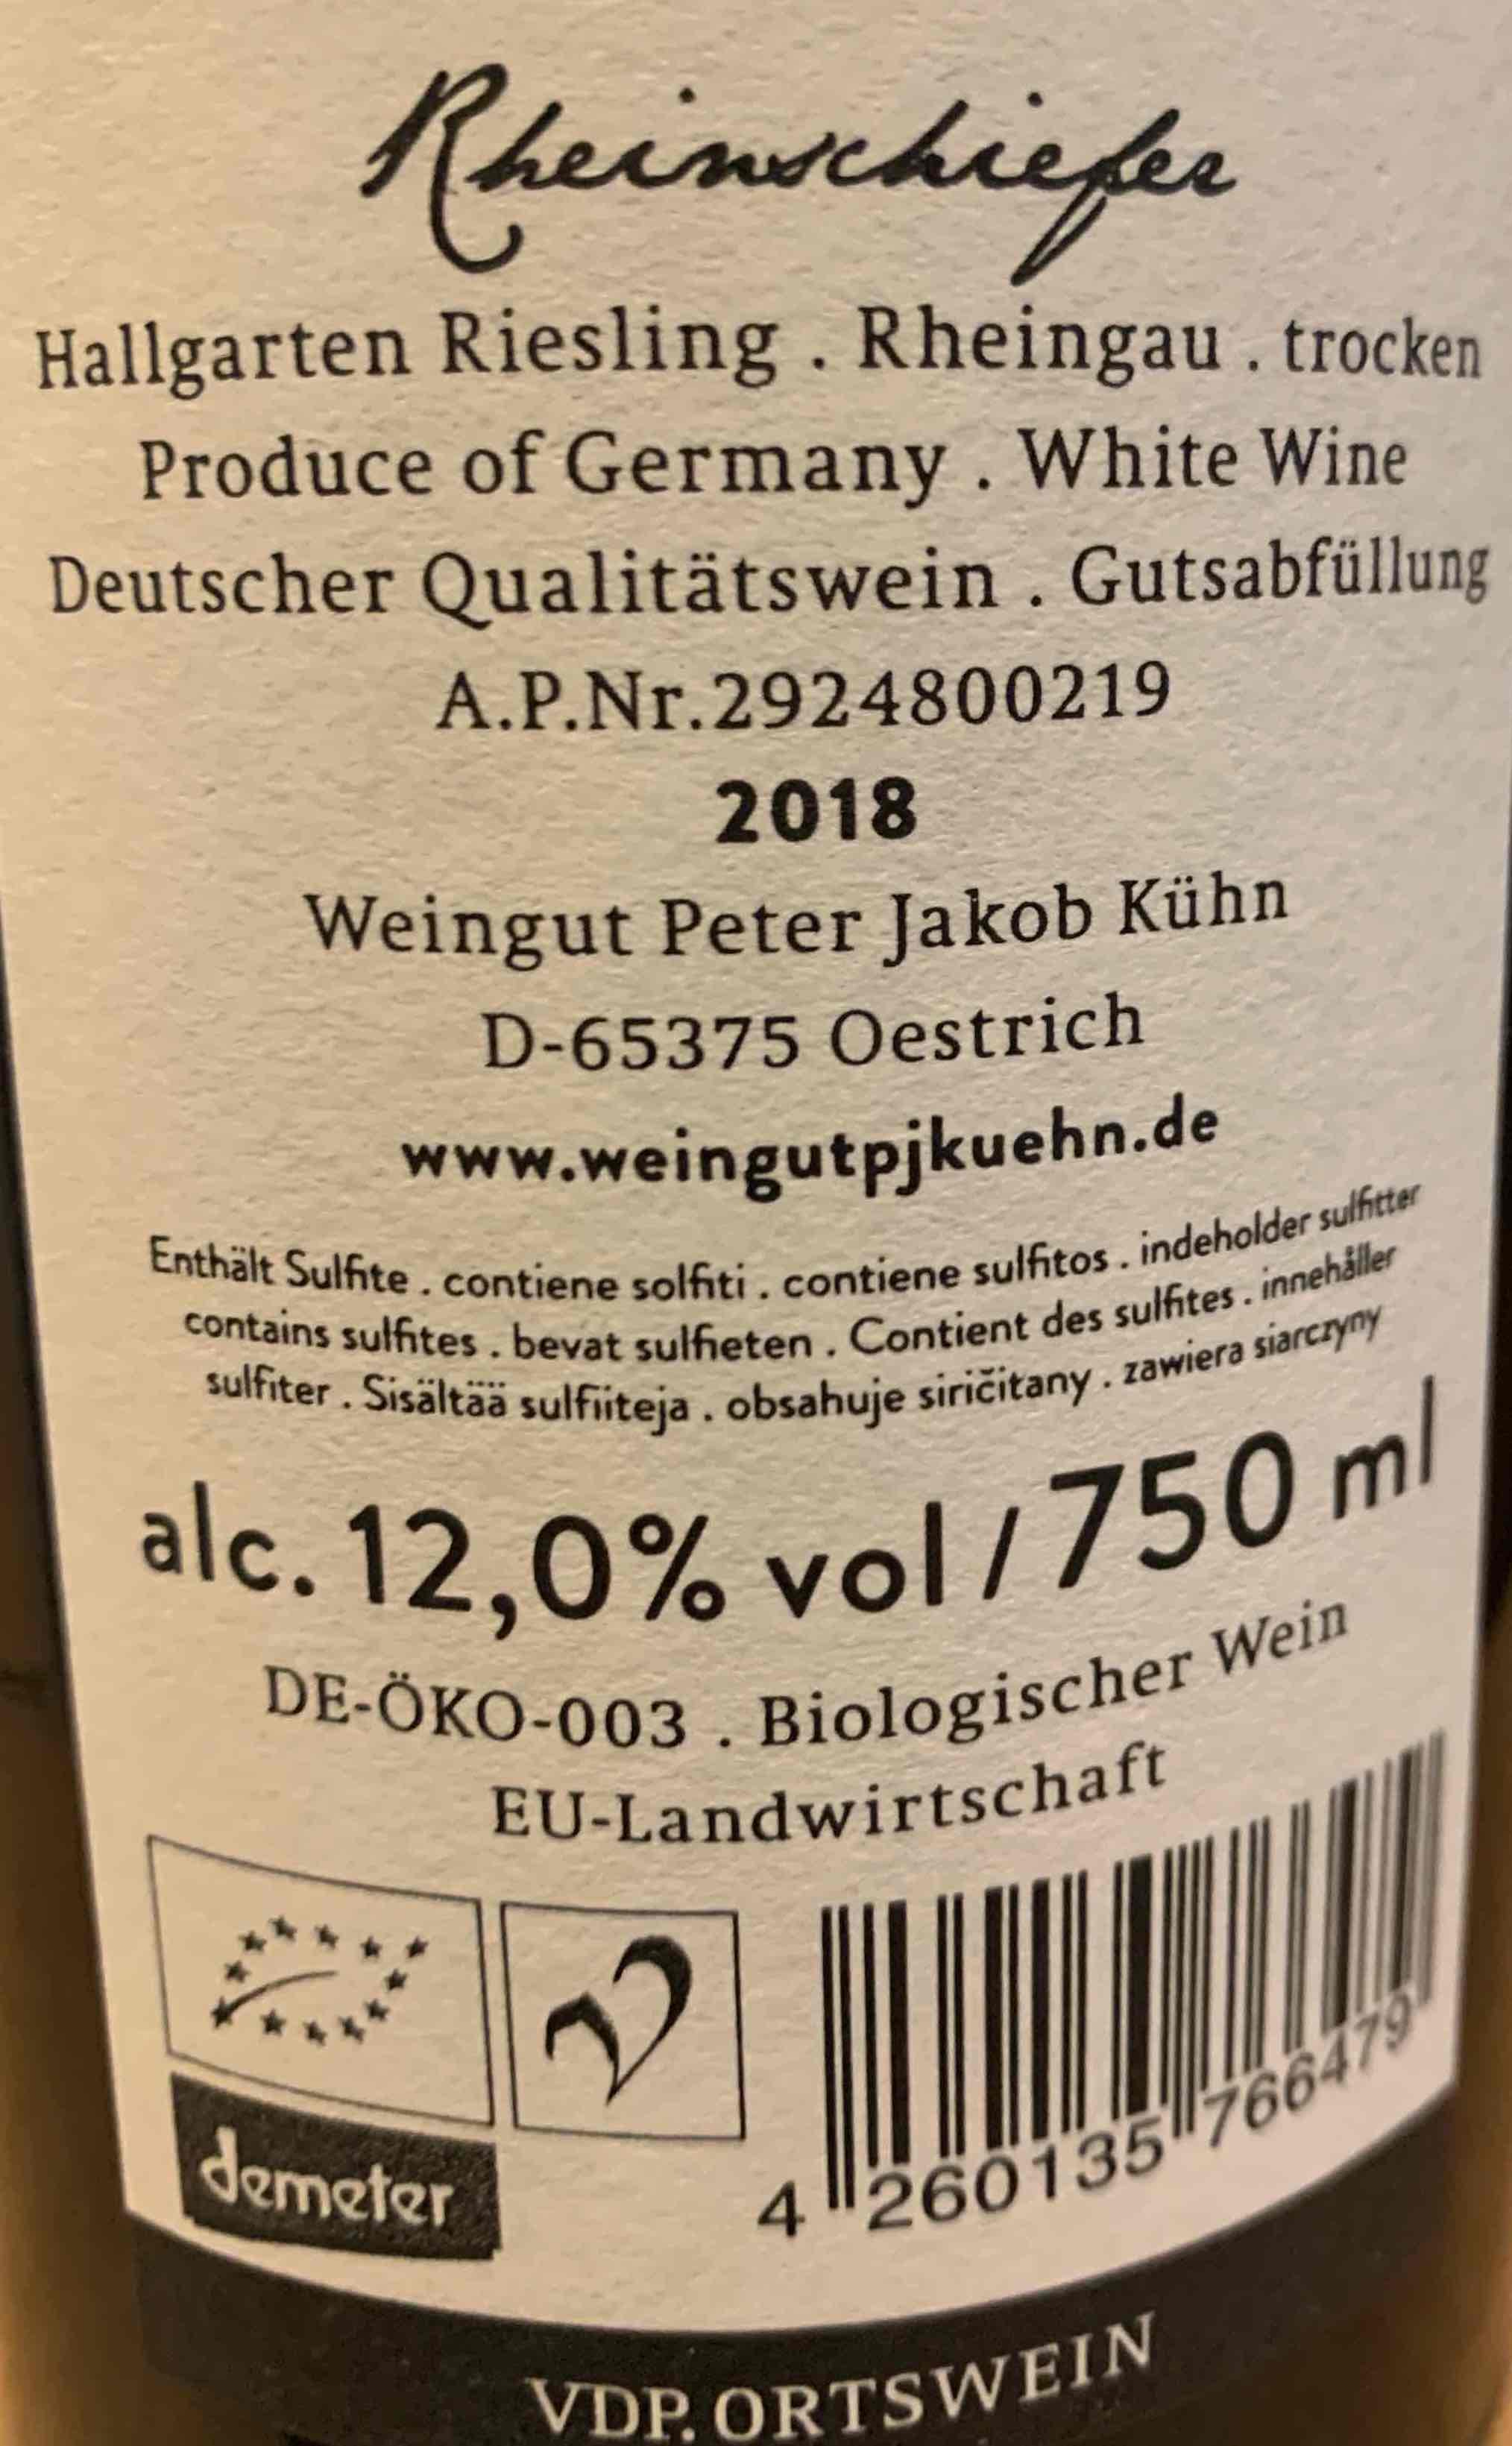 Rheinschiefer
Hallgarten Riesling . Rheingau . trocken
Produce of Germany . White Wine
Deutscher Qualitätswein . Gutsabfüllung
A.P.Nr.2924800219
2018
Weingut Peter Jakob Kühn
D-65375 Oestrich
www.weingutpjkuehn.de
Enthält Sulfite . contiene solfiti . contiene sulfitos . indeholder sulfitter
contains sulfites . bevat sulfieten . Contient des sulfites . innehåller
sulfiter . Sisältää sulfiiteja . obsahuje siričitany . zawiera siarczyny
alc. 12,0% vol / 750 ml
DE-ÖKO-003 . Biologischer Wein
EU-Landwirtschaft
demeter
4 260135 766479
VDP.ORTSWEIN